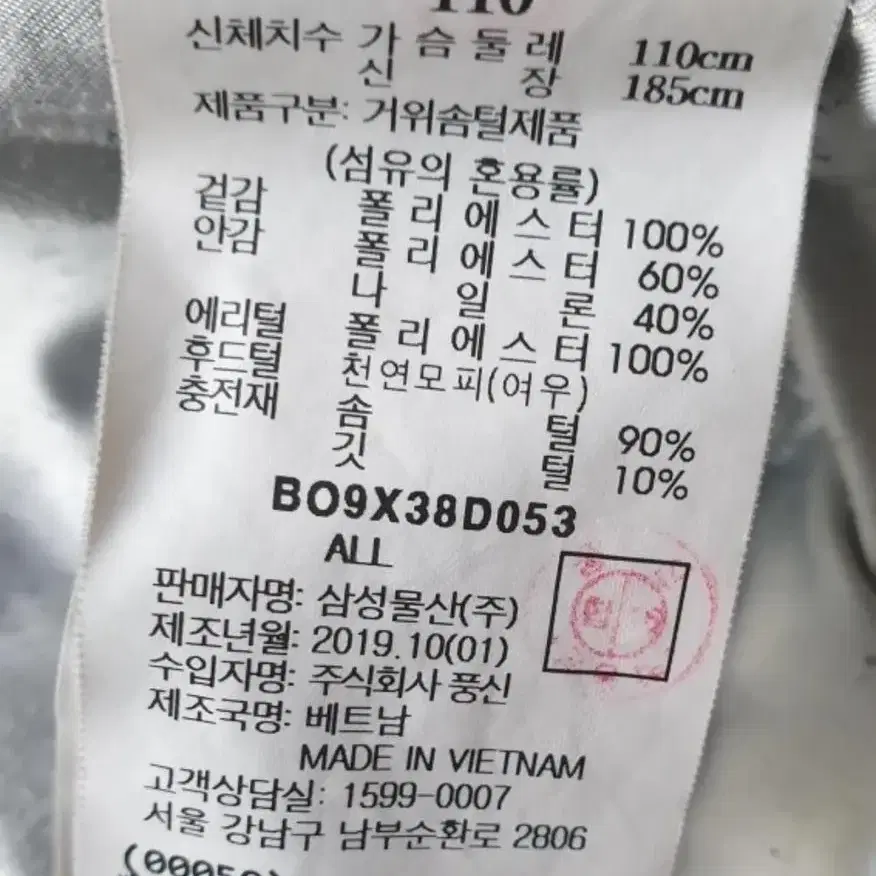 110
신체치수 가 슴 둘 레 110cm
신 장 185cm
제품구분: 거위솜털제품
(섬유의 혼용률)
겉감 폴 리 에 스 터 100%
안감 폴 리 에 스 터 60%
나 일 론 40%
에리털 폴 리 에 스 터 100%
후드털 천연모피(여우)
충전재 솜 털 90%
깃 털 10%
BO9X38D053
ALL
판매자명: 삼성물산(주)
제조년월: 2019.10(01)
수입자명: 주식회사 풍신
제조국명: 베트남
MADE IN VIETNAM
고객상담실: 1599-0007
서울 강남구 남부순환로 2806